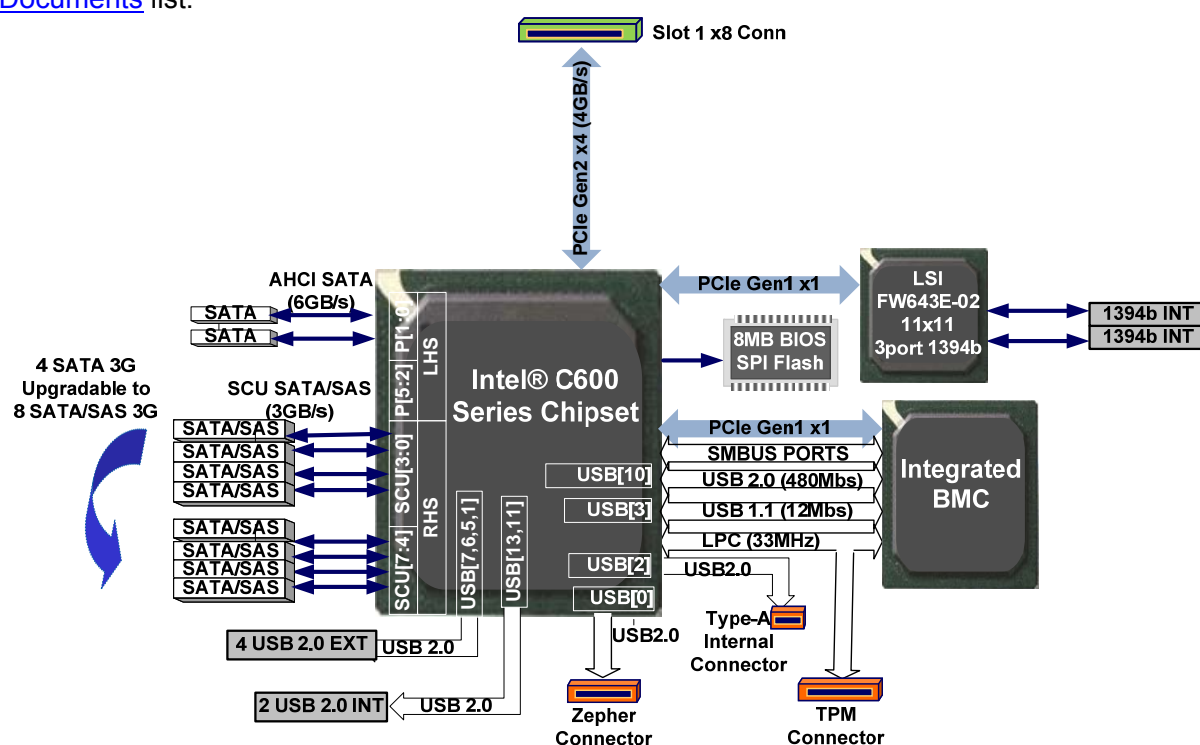 Documents list.
Slot 1 x8 Conn
PCIe Gen2 x4 (4GB/s)
AHCI SATA
(6GB/s)
SATA
SATA
4 SATA 3G
Upgradable to
8 SATA/SAS 3G
SCU SATA/SAS
(3GB/s)
SATA/SAS
SATA/SAS
SATA/SAS
SATA/SAS
SATA/SAS
SATA/SAS
SATA/SAS
SATA/SAS
P[1:0]
P[5:2]
LHS
SCU[3:0]
SCU[7:4]
RHS
Intel® C600
Series Chipset
USB[10]
USB[3]
USB[2]
USB[0]
USB[7,6,5,1]
USB[13,11]
PCIe Gen1 x1
LSI
FW643E-02
11x11
3port 1394b
1394b INT
1394b INT
8MB BIOS
SPI Flash
PCIe Gen1 x1
SMBUS PORTS
USB 2.0 (480Mbs)
USB 1.1 (12Mbs)
LPC (33MHz)
Integrated
BMC
USB2.0
USB2.0
Type-A
Internal
Connector
4 USB 2.0 EXT
USB 2.0
2 USB 2.0 INT
USB 2.0
Zepher
Connector
TPM
Connector